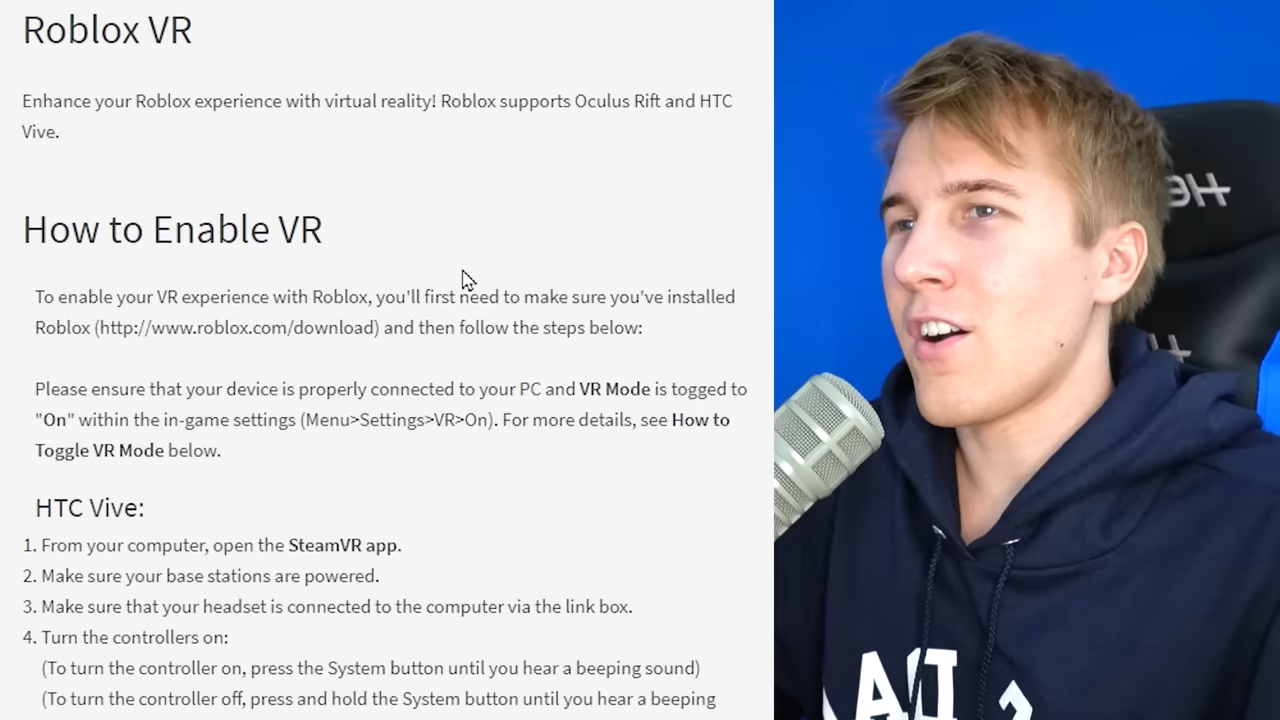 Roblox VR
Enhance your Roblox experience with virtual reality! Roblox supports Oculus Rift and HTC
Vive.
How to Enable VR
To enable your VR experience with Roblox, you'll first need to make sure you've installed
Roblox (http://www.roblox.com/download) and then follow the steps below:
Please ensure that your device is properly connected to your PC and VR Mode is togged to
"On" within the in-game settings (Menu>Settings>VR>On). For more details, see How to
Toggle VR Mode below.
HTC Vive:
1. From your computer, open the SteamVR app.
2. Make sure your base stations are powered.
3. Make sure that your headset is connected to the computer via the link box.
4. Turn the controllers on:
(To turn the controller on, press the System button until you hear a beeping sound)
(To turn the controller off, press and hold the System button until you hear a beeping